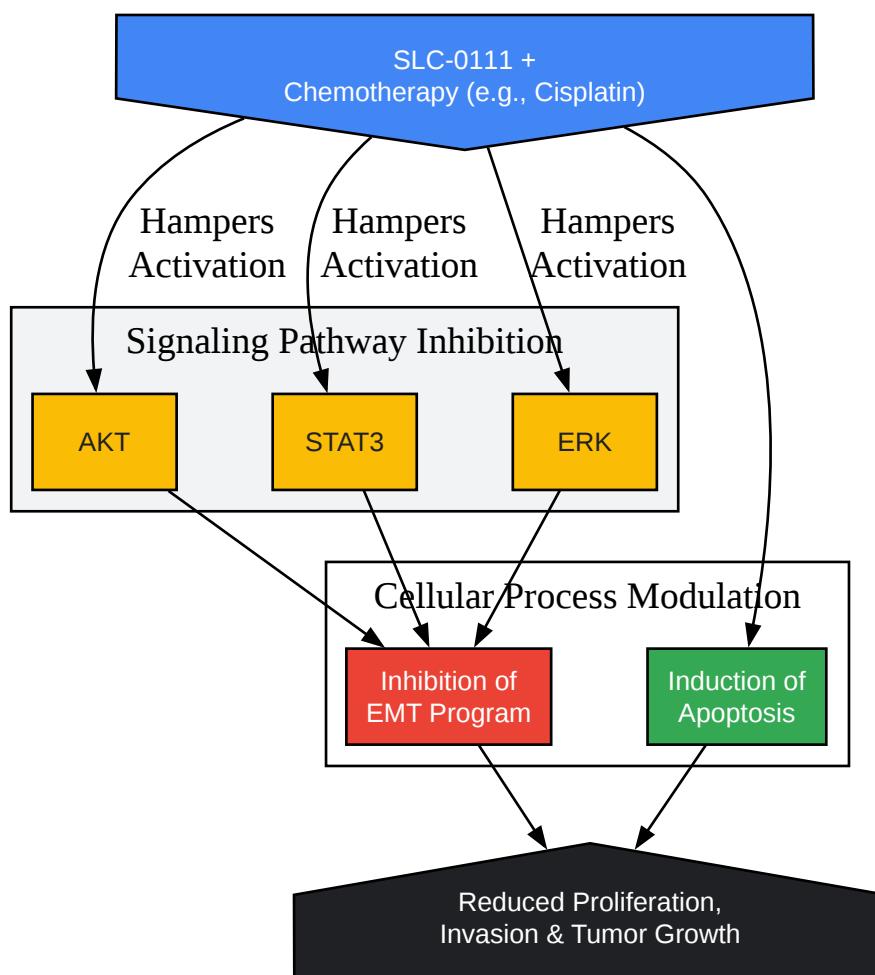 SLC-0111 +
Chemotherapy (e.g., Cisplatin)
Hampers
Activation
Hampers
Activation
Hampers
Activation
Signaling Pathway Inhibition
AKT
STAT3
ERK
Cellular Process Modulation
Inhibition of
EMT Program
Induction of
Apoptosis
Reduced Proliferation,
Invasion & Tumor Growth